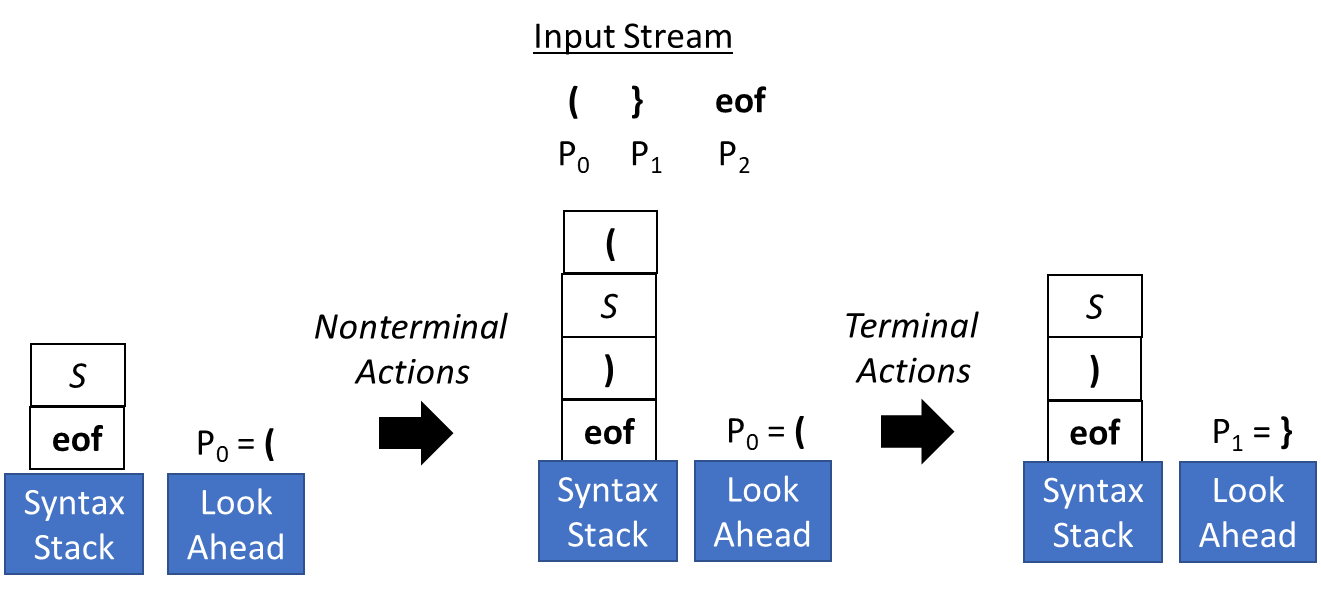 Input Stream
( } eof
P0 P1 P2
S
eof
P0 = (
Syntax
Stack
Look
Ahead
Nonterminal
Actions
(
S
)
eof
P0 = (
Syntax
Stack
Look
Ahead
Terminal
Actions
S
)
eof
P1 = }
Syntax
Stack
Look
Ahead